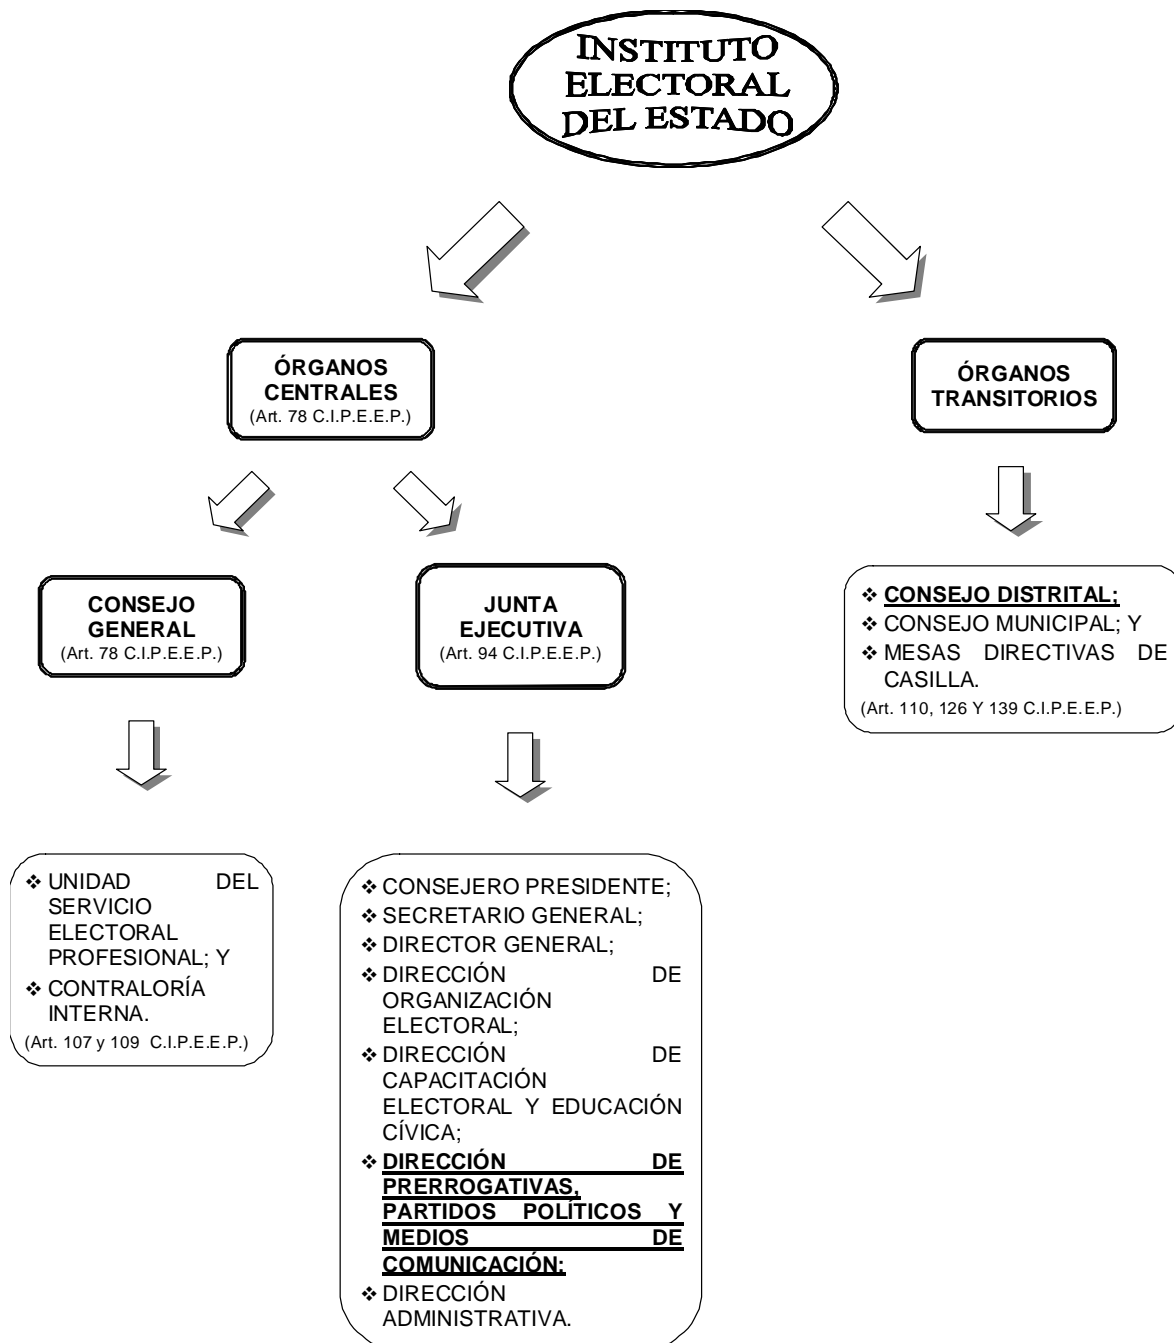 INSTITUTO
ELECTORAL
DEL ESTADO
ÓRGANOS
CENTRALES
(Art. 78 C.I.P.E.E.P.)
ÓRGANOS
TRANSITORIOS
CONSEJO
GENERAL
(Art. 78 C.I.P.E.E.P.)
JUNTA
EJECUTIVA
(Art. 94 C.I.P.E.E.P.)
❖ CONSEJO DISTRITAL;
❖ CONSEJO MUNICIPAL; Y
❖ MESAS DIRECTIVAS DE
CASILLA.
(Art. 110, 126 Y 139 C.I.P.E.E.P.)
❖ UNIDAD DEL
SERVICIO
ELECTORAL
PROFESIONAL; Y
❖ CONTRALORÍA
INTERNA.
(Art. 107 y 109 C.I.P.E.E.P.)
❖ CONSEJERO PRESIDENTE;
❖ SECRETARIO GENERAL;
❖ DIRECTOR GENERAL;
❖ DIRECCIÓN DE
ORGANIZACIÓN
ELECTORAL;
❖ DIRECCIÓN DE
CAPACITACIÓN
ELECTORAL Y EDUCACIÓN
CÍVICA;
❖ DIRECCIÓN DE
PRERROGATIVAS,
PARTIDOS POLÍTICOS Y
MEDIOS DE
COMUNICACIÓN;
❖ DIRECCIÓN
ADMINISTRATIVA.